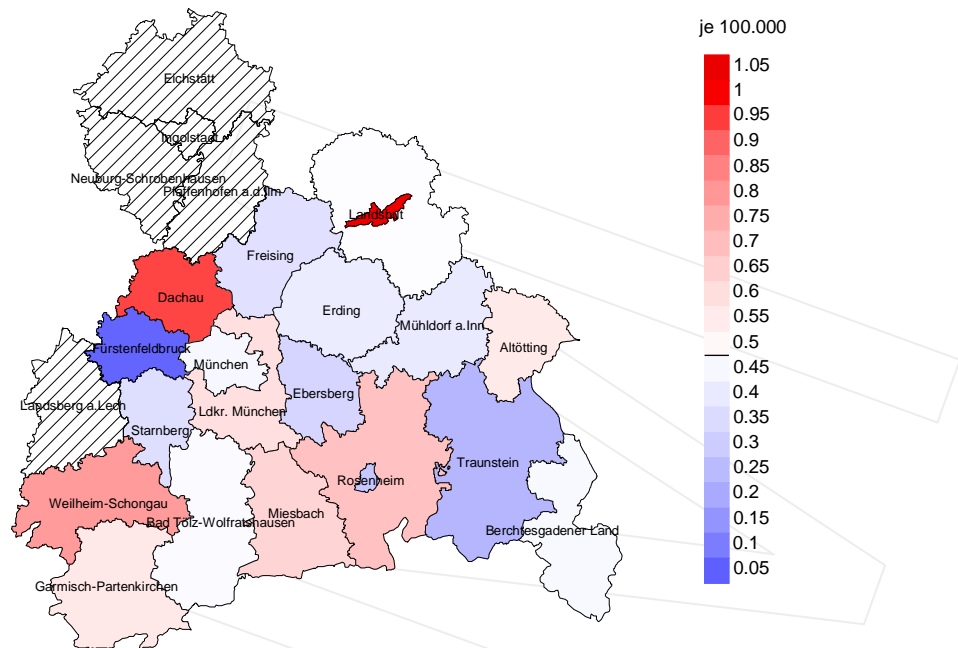 je 100.000
1.05
1
0.95
0.9
0.85
0.8
0.75
0.7
0.65
0.6
0.55
0.5
0.45
0.4
0.35
0.3
0.25
0.2
0.15
0.1
0.05
Eichstätt
Ingolstadt
Neuburg-Schrobenhausen
Pfaffenhofen a.d.Ilm
Landshut
Freising
Dachau
Erding
Mühldorf a.Inn
Altötting
Fürstenfeldbruck
München
Ebersberg
Landsberg a.Lech
Ldkr. München
Starnberg
Traunstein
Rosenheim
Weilheim-Schongau
Miesbach
Bad Tölz-Wolfratshausen
Berchtesgadener Land
Garmisch-Partenkirchen